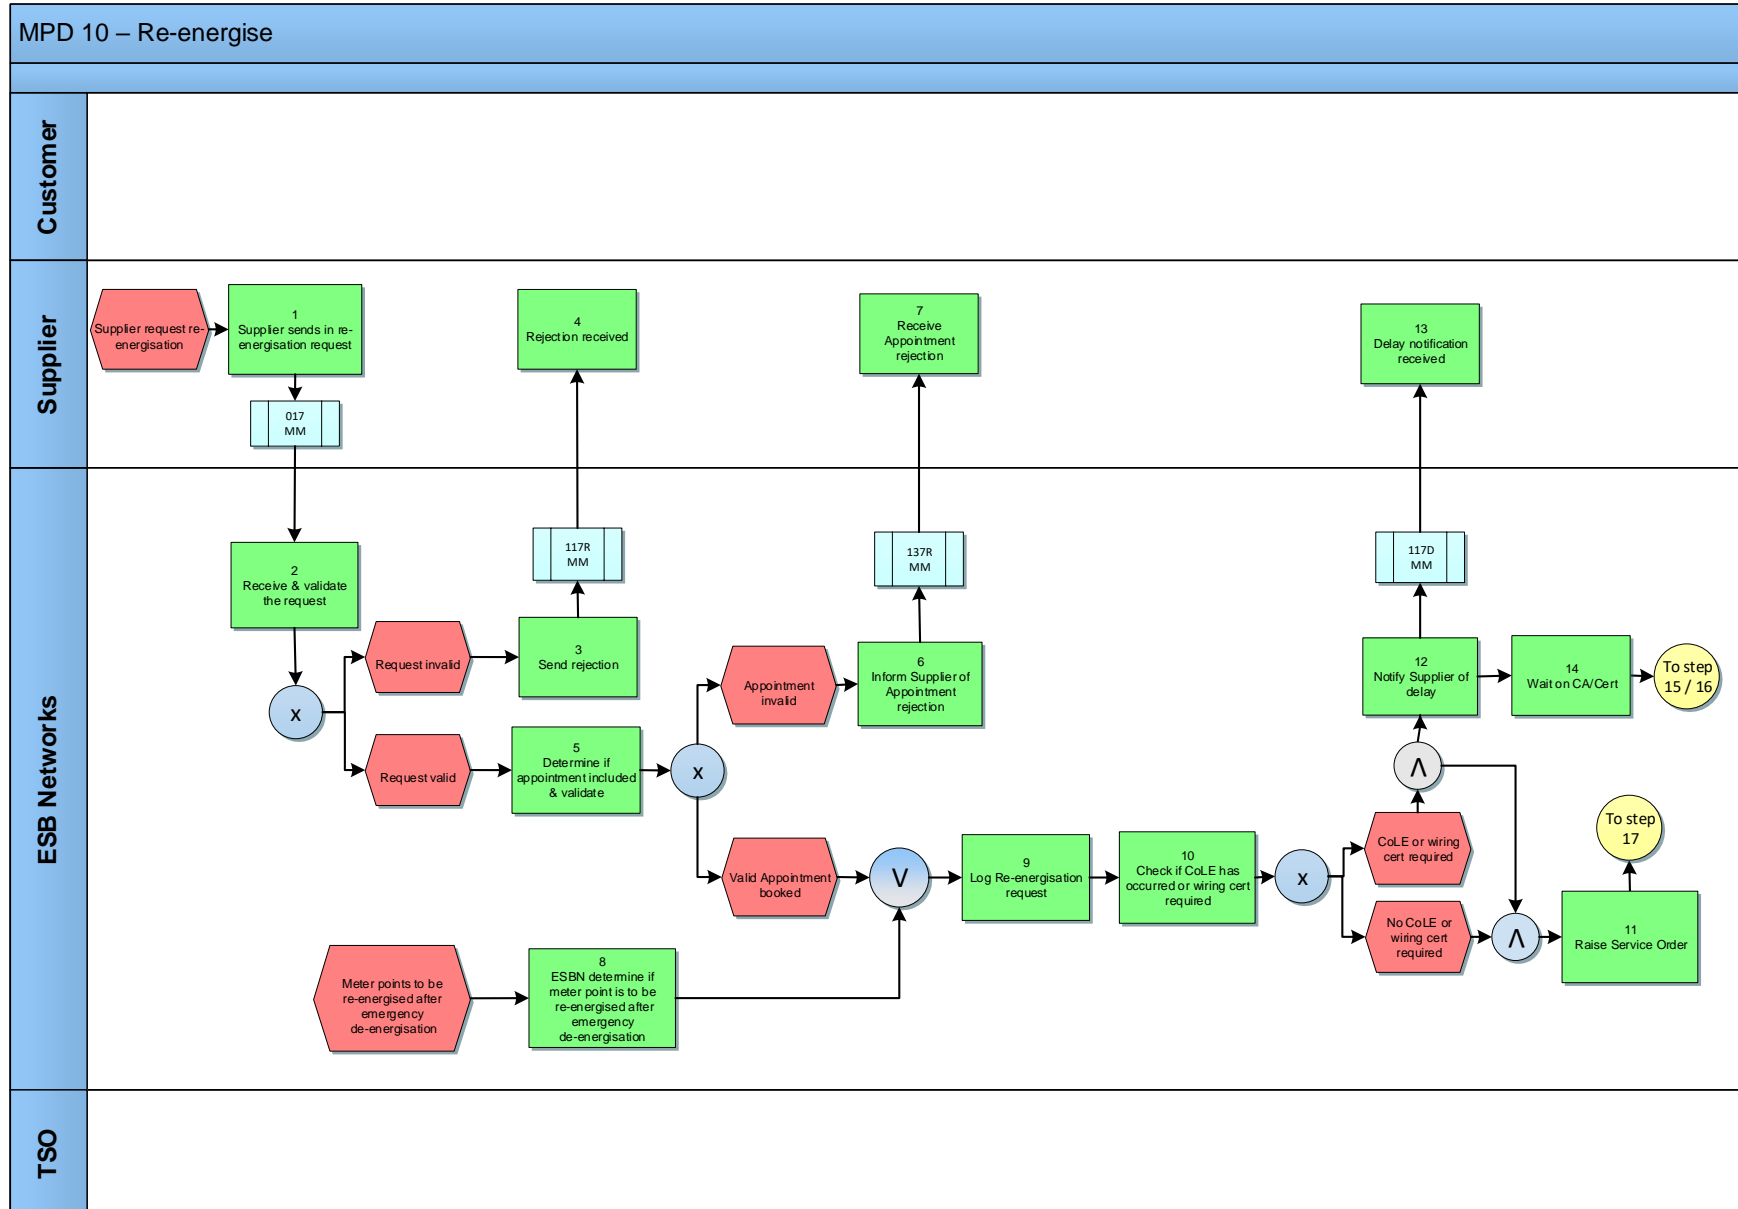 MPD 10 – Re-energise
Customer
Supplier
Supplier request re-
energisation
1
Supplier sends in re-
energisation request
017
MM
4
Rejection received
7
Receive
Appointment
rejection
13
Delay notification
received
ESB Networks
2
Receive & validate
the request
x
Request invalid
3
Send rejection
117R
MM
Request valid
5
Determine if
appointment included
& validate
x
Appointment
invalid
6
Inform Supplier of
Appointment
rejection
137R
MM
Valid Appointment
booked
V
Meter points to be
re-energised after
emergency
de-energisation
8
ESBN determine if
meter point is to be
re-energised after
emergency
de-energisation
9
Log Re-energisation
request
10
Check if CoLE has
occurred or wiring cert
required
x
CoLE or wiring
cert required
No CoLE or
wiring cert
required
Λ
12
Notify Supplier of
delay
117D
MM
14
Wait on CA/Cert
To step
15 / 16
Λ
11
Raise Service Order
To step
17
TSO